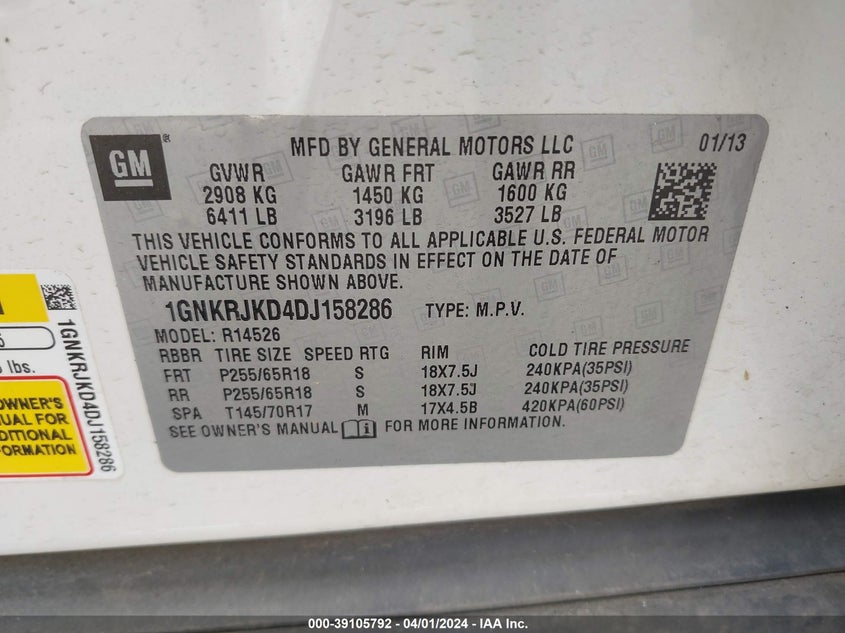 GM
MFD BY GENERAL MOTORS LLC 01/13
GVWR GAWR FRT GAWR RR
2908 KG 1450 KG 1600 KG
6411 LB 3196 LB 3527 LB
THIS VEHICLE CONFORMS TO ALL APPLICABLE U.S. FEDERAL MOTOR
VEHICLE SAFETY STANDARDS IN EFFECT ON THE DATE OF
MANUFACTURE SHOWN ABOVE.
1GNKRJKD4DJ158286 TYPE: M.P.V.
MODEL: R14526
RBBR TIRE SIZE SPEED RTG RIM COLD TIRE PRESSURE
FRT P255/65R18 S 18X7.5J 240KPA(35PSI)
RR P255/65R18 S 18X7.5J 240KPA(35PSI)
SPA T145/70R17 M 17X4.5B 420KPA(60PSI)
SEE OWNER'S MANUAL FOR MORE INFORMATION.
1GNKRJKD4DJ158286
lbs.
OWNER'S
FOR
000-39105792 - 04/01/2024 - IAA Inc.